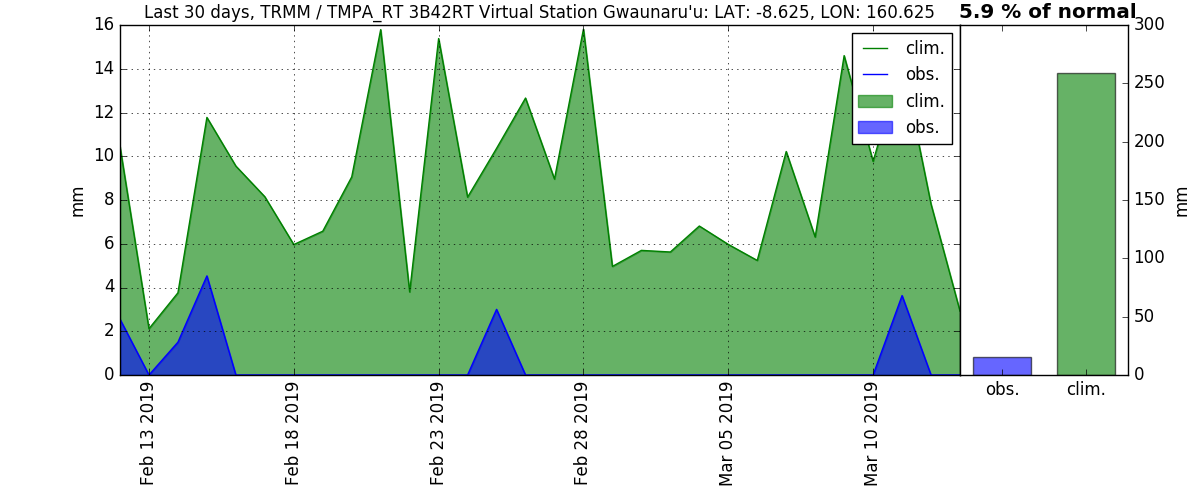 Last 30 days, TRMM / TMPA_RT 3B42RT Virtual Station Gwaunaru'u: LAT: -8.625, LON: 160.625
5.9 % of normal
16
14
12
10
8
6
4
2
0
mm
clim.
obs.
clim.
obs.
Feb 13 2019
Feb 18 2019
Feb 23 2019
Feb 28 2019
Mar 05 2019
Mar 10 2019
300
250
200
150
100
50
0
mm
obs.
clim.